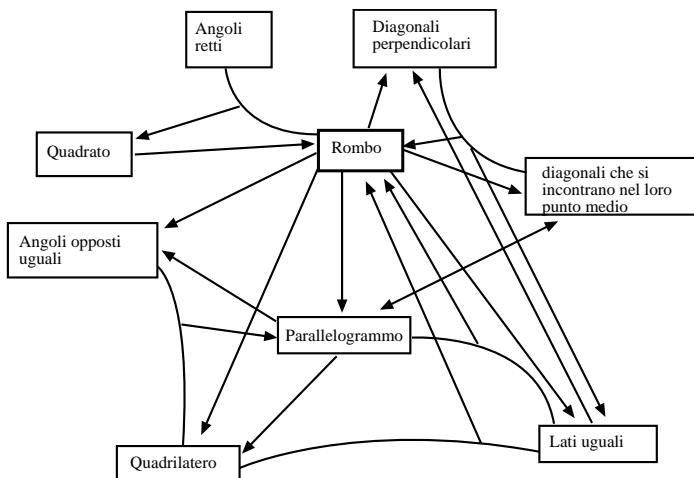 Angoli
retti
Diagonali
perpendicolari
Quadrato
Rombo
diagonali che si
incontrano nel loro
punto medio
Angoli opposti
uguali
Parallelogrammo
Quadrilatero
Lati uguali